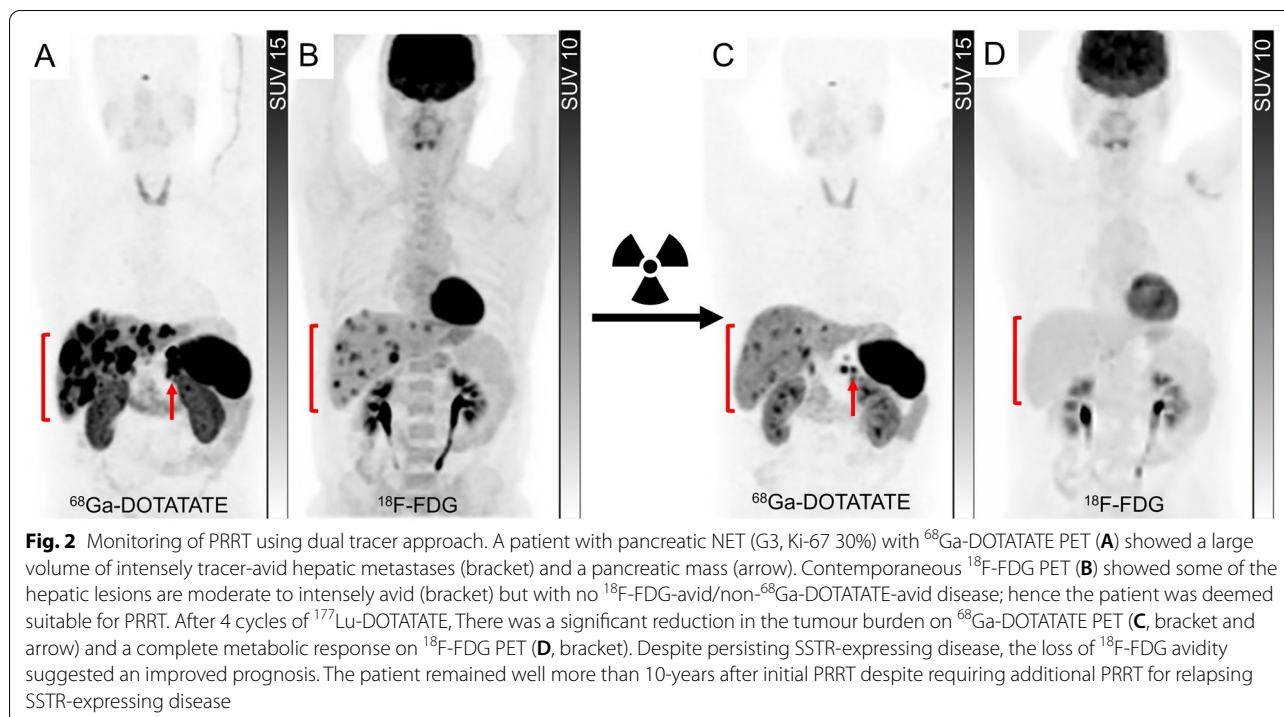 A
SUV 15
B
SUV 10
C
SUV 15
D
SUV 10
⁶⁸Ga-DOTATATE
¹⁸F-FDG
⁶⁸Ga-DOTATATE
¹⁸F-FDG
Fig. 2 Monitoring of PRRT using dual tracer approach. A patient with pancreatic NET (G3, Ki-67 30%) with ⁶⁸Ga-DOTATATE PET (A) showed a large
volume of intensely tracer-avid hepatic metastases (bracket) and a pancreatic mass (arrow). Contemporaneous ¹⁸F-FDG PET (B) showed some of the
hepatic lesions are moderate to intensely avid (bracket) but with no ¹⁸F-FDG-avid/non-⁶⁸Ga-DOTATATE-avid disease; hence the patient was deemed
suitable for PRRT. After 4 cycles of ¹⁷⁷Lu-DOTATATE, There was a significant reduction in the tumour burden on ⁶⁸Ga-DOTATATE PET (C, bracket and
arrow) and a complete metabolic response on ¹⁸F-FDG PET (D, bracket). Despite persisting SSTR-expressing disease, the loss of ¹⁸F-FDG avidity
suggested an improved prognosis. The patient remained well more than 10-years after initial PRRT despite requiring additional PRRT for relapsing
SSTR-expressing disease